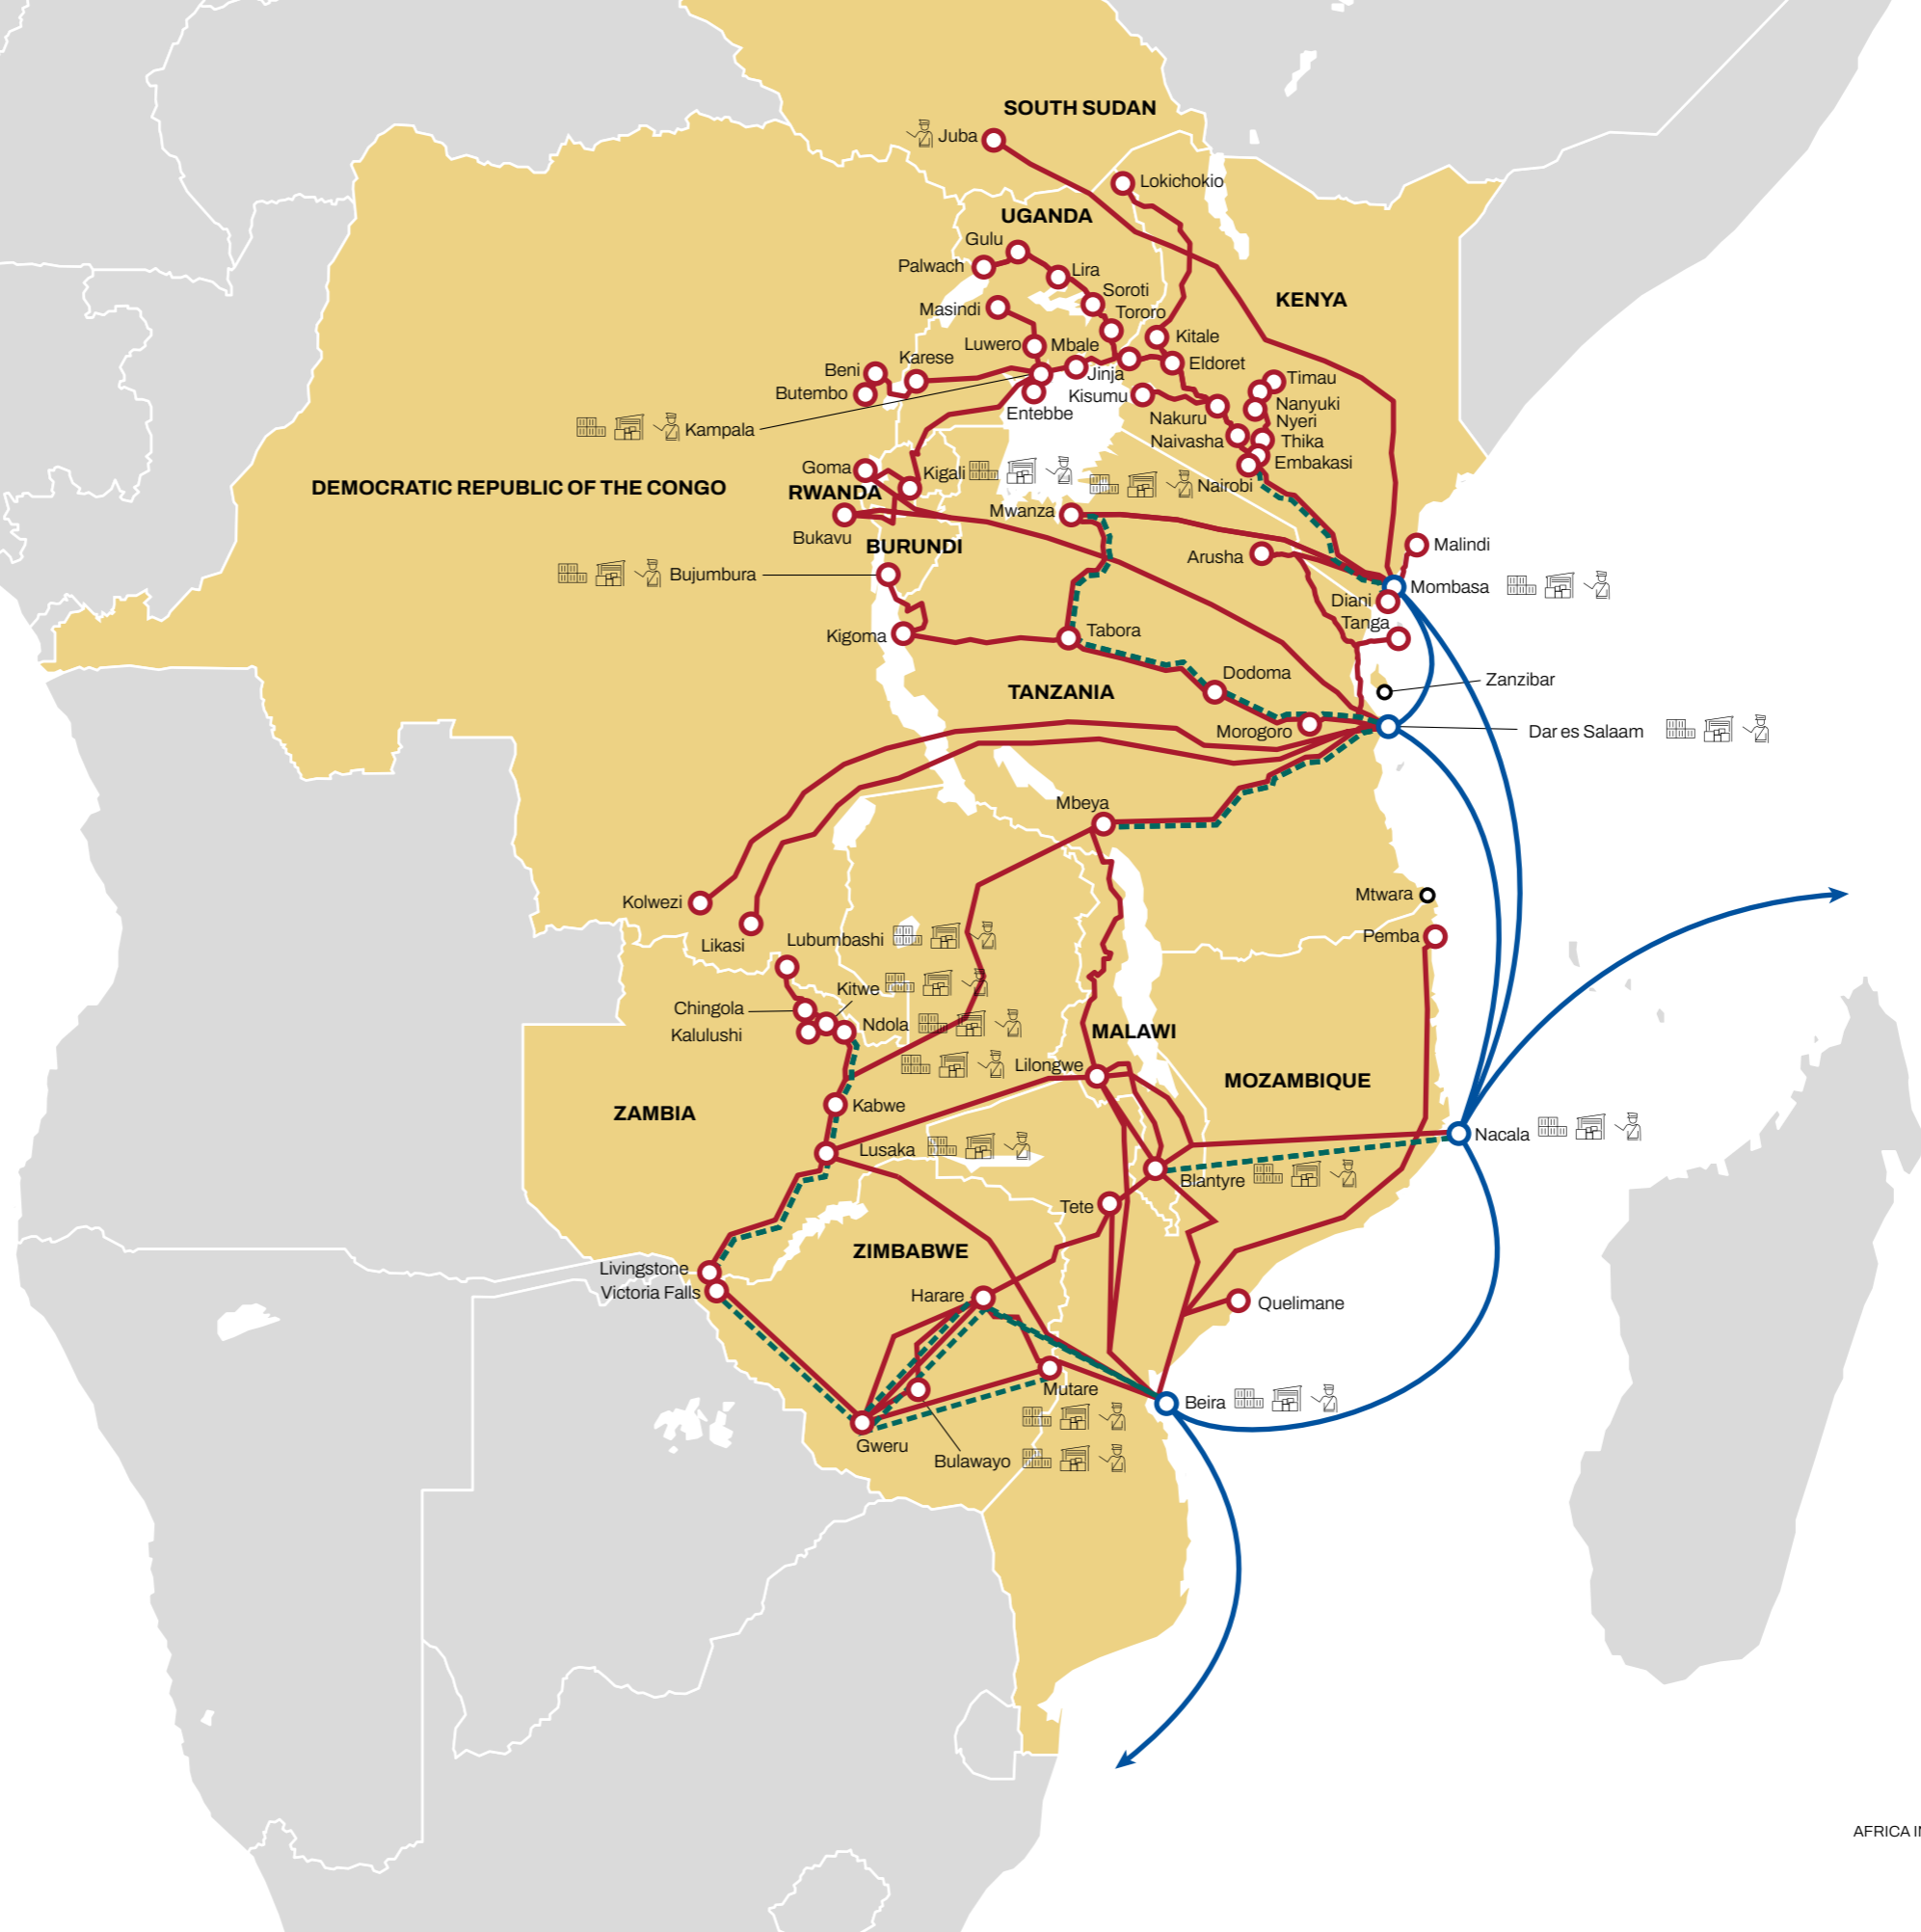 SOUTH SUDAN
Juba
Lokichokio
UGANDA
Gulu
Palwach
Lira
Soroti
KENYA
Masindi
Tororo
Kitale
Luwero
Mbale
Karese
Eldoret
Beni
Jinja
Timau
Butembo
Kisumu
Nanyuki
Entebbe
Nakuru
Nyeri
Kampala
Naivasha
Thika
Embakasi
Goma
Kigali
Nairobi
DEMOCRATIC REPUBLIC OF THE CONGO
RWANDA
Mwanza
Bukavu
BURUNDI
Arusha
Malindi
Bujumbura
Mombasa
Diani
Tanga
Kigoma
Tabora
Dodoma
Zanzibar
TANZANIA
Morogoro
Dar es Salaam
Mbeya
Mtwara
Kolwezi
Pemba
Likasi
Lubumbashi
Kitwe
Chingola
Ndola
Kalulushi
MALAWI
Lilongwe
MOZAMBIQUE
ZAMBIA
Kabwe
Nacala
Lusaka
Blantyre
Tete
ZIMBABWE
Livingstone
Victoria Falls
Harare
Quelimane
Mutare
Beira
Gweru
Bulawayo
AFRICA